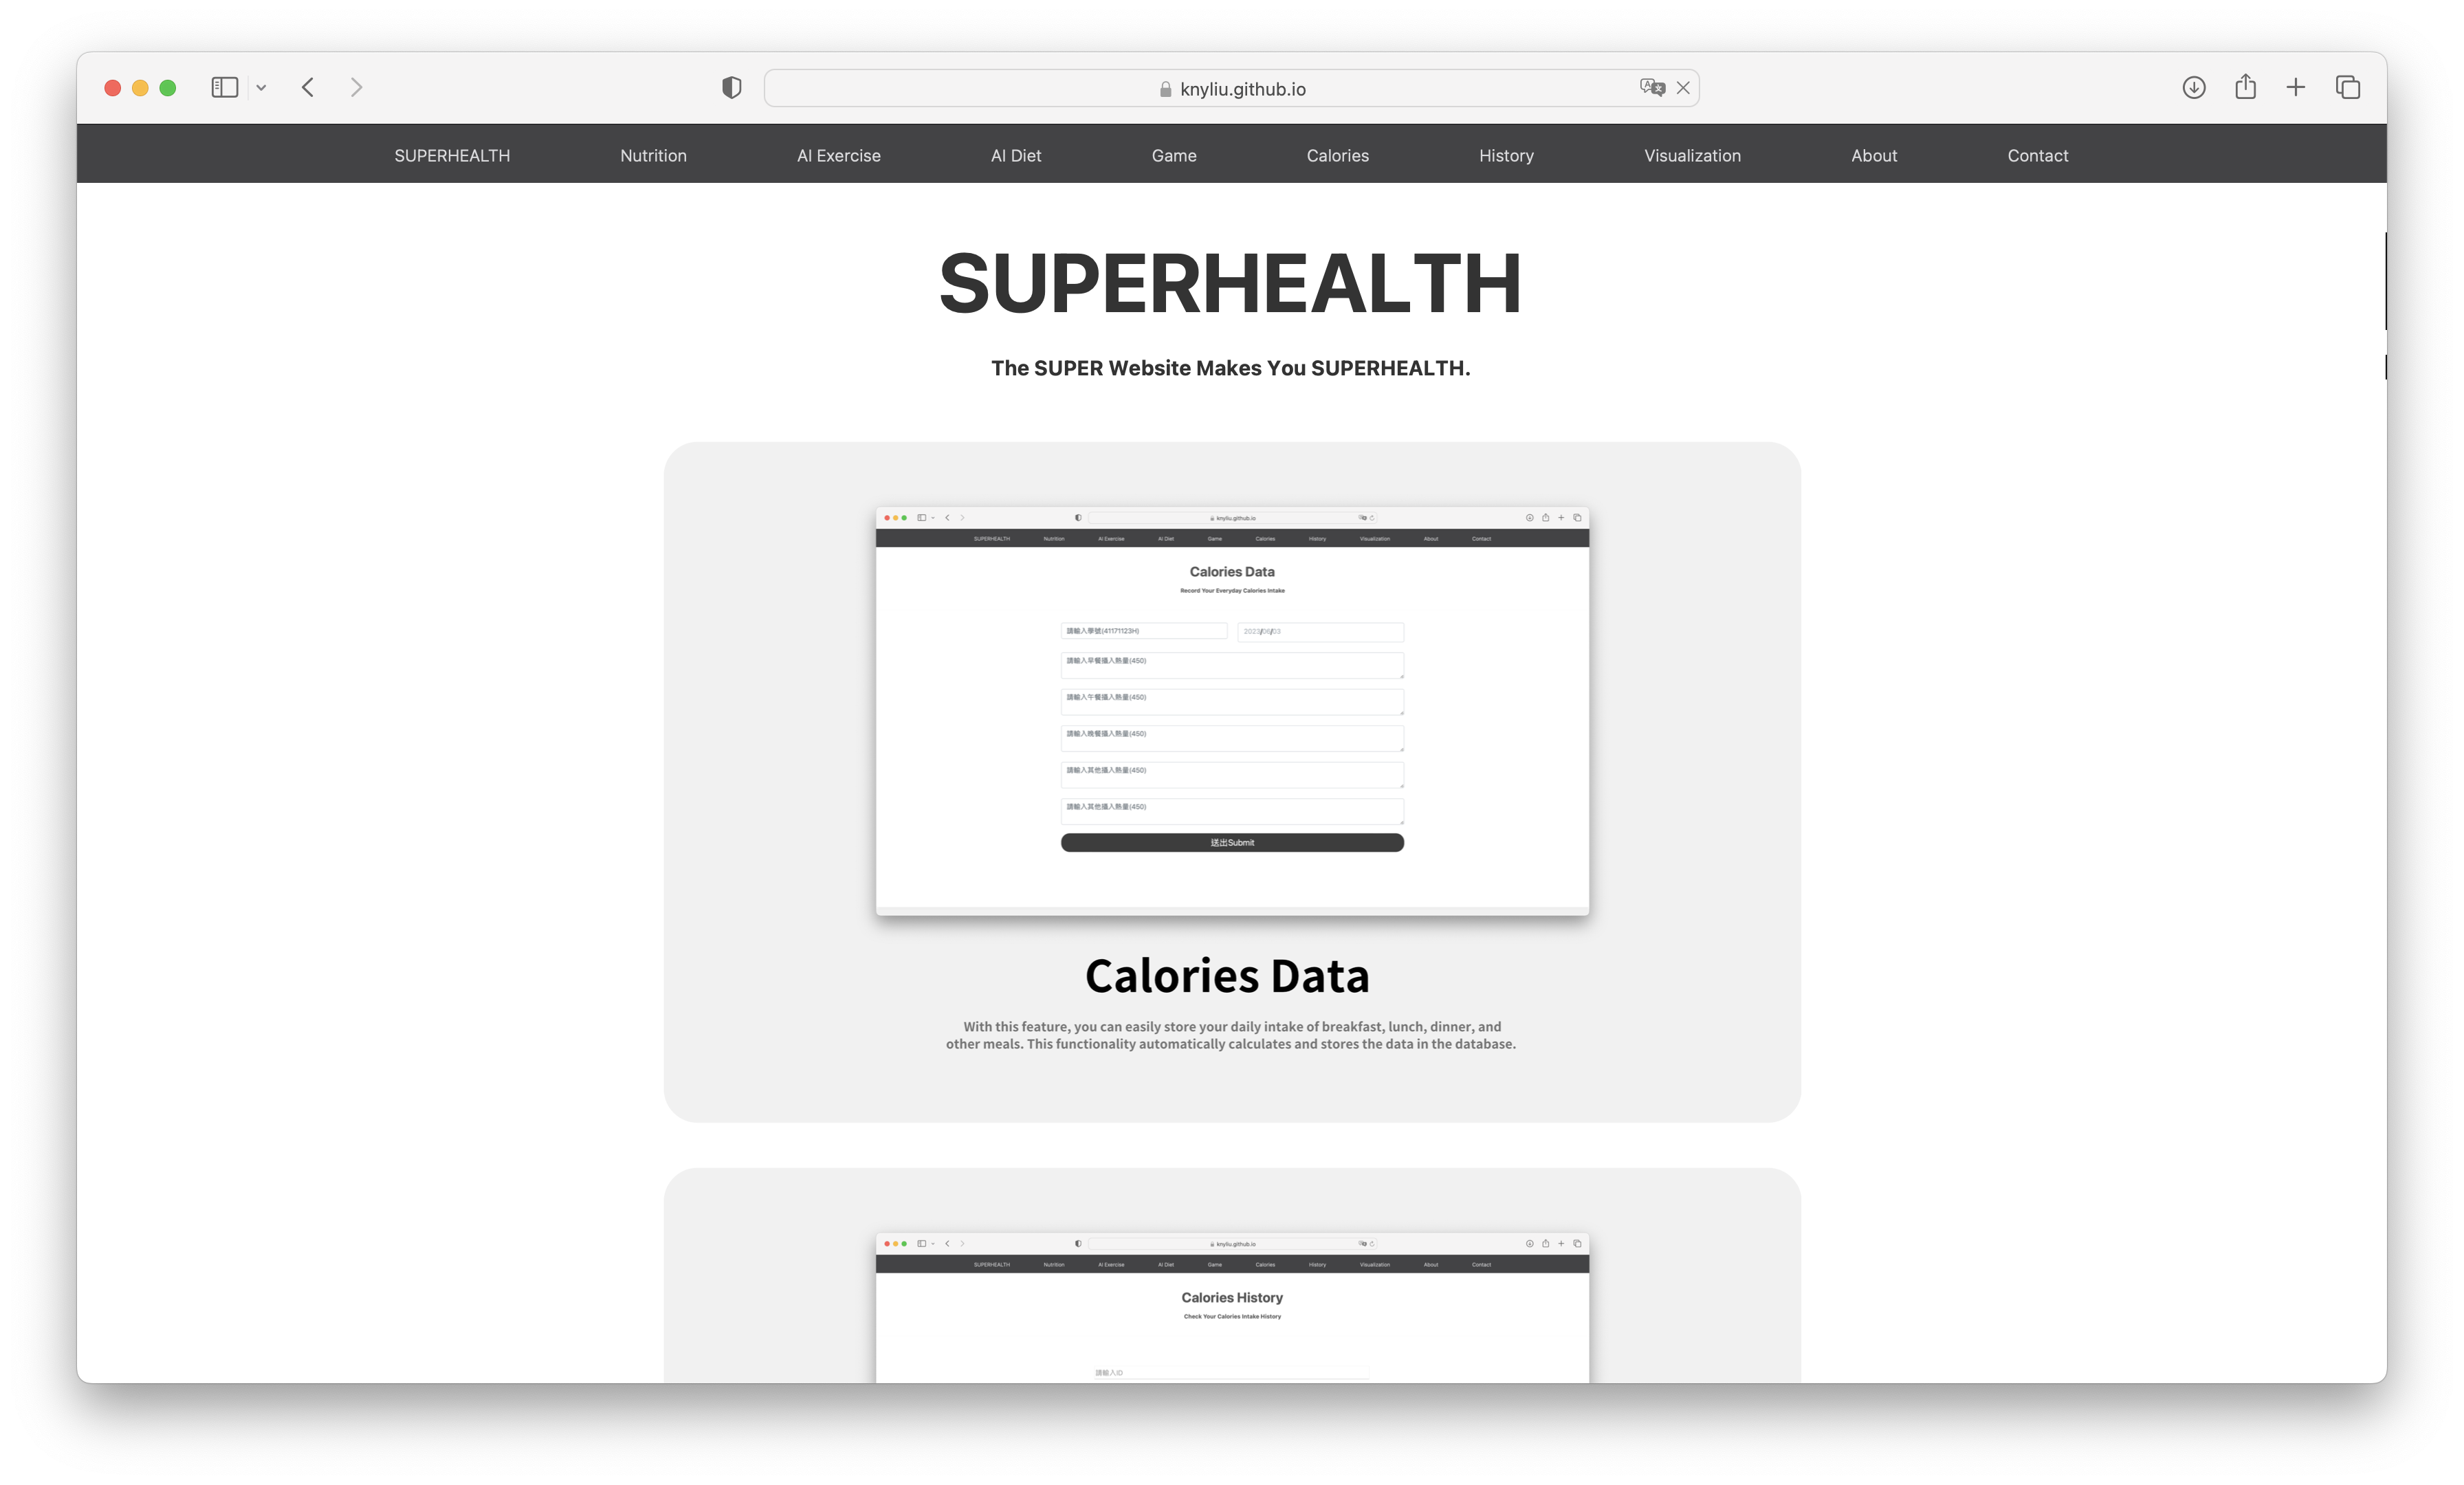 knyliu.github.io
SUPERHEALTH Nutrition AI Exercise AI Diet Game Calories History Visualization About Contact
SUPERHEALTH
The SUPER Website Makes You SUPERHEALTH.
knyliu.github.io
SUPERHEALTH Nutrition AI Exercise AI Diet Game Calories History Visualization About Contact
Calories Data
Record Your Everyday Calories Intake
請輸入學號(41171123H) 2023/06/03
請輸入早餐攝入熱量(450)
請輸入午餐攝入熱量(450)
請輸入晚餐攝入熱量(450)
請輸入其他攝入熱量(450)
請輸入其他攝入熱量(450)
送出Submit
Calories Data
With this feature, you can easily store your daily intake of breakfast, lunch, dinner, and
other meals. This functionality automatically calculates and stores the data in the database.
knyliu.github.io
SUPERHEALTH Nutrition AI Exercise AI Diet Game Calories History Visualization About Contact
Calories History
Check Your Calories Intake History
請輸入ID